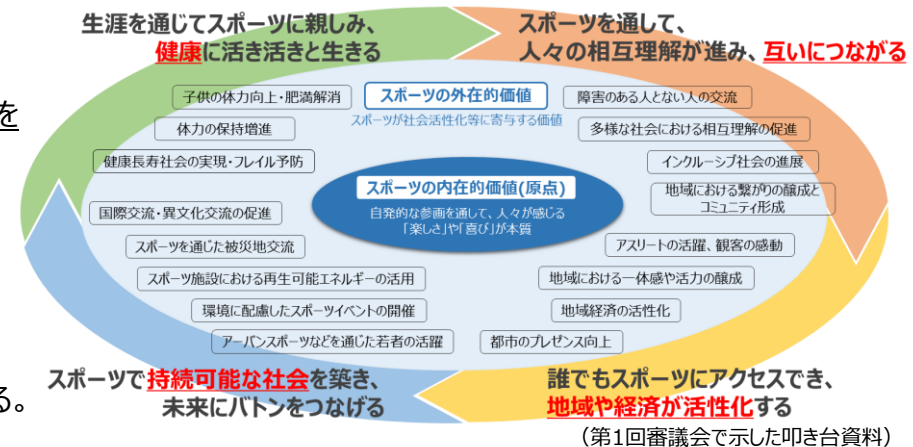 生涯を通じてスポーツに親しみ、
健康に活き活きと生きる
スポーツを通して、
人々の相互理解が進み、互いにつながる
を
子供の体力向上・肥満解消
体力の保持増進
健康長寿社会の実現・フレイル予防
スポーツの外在的価値
スポーツが社会活性化等に寄与する価値
障害のある人とない人の交流
多様な社会における相互理解の促進
インクルーシブ社会の進展
地域における繋がりの醸成と
コミュニティ形成
スポーツの内在的価値(原点)
自発的な参画を通して、人々が感じる
「楽しさ」や「喜び」が本質
国際交流・異文化交流の促進
スポーツを通じた被災地交流
スポーツ施設における再生可能エネルギーの活用
環境に配慮したスポーツイベントの開催
アーバンスポーツなどを通じた若者の活躍
アスリートの活躍、観客の感動
地域における一体感や活力の醸成
地域経済の活性化
都市のプレゼンス向上
る。
スポーツで持続可能な社会を築き、
未来にバトンをつなげる
誰でもスポーツにアクセスでき、
地域や経済が活性化する
（第1回審議会で示した叩き台資料）